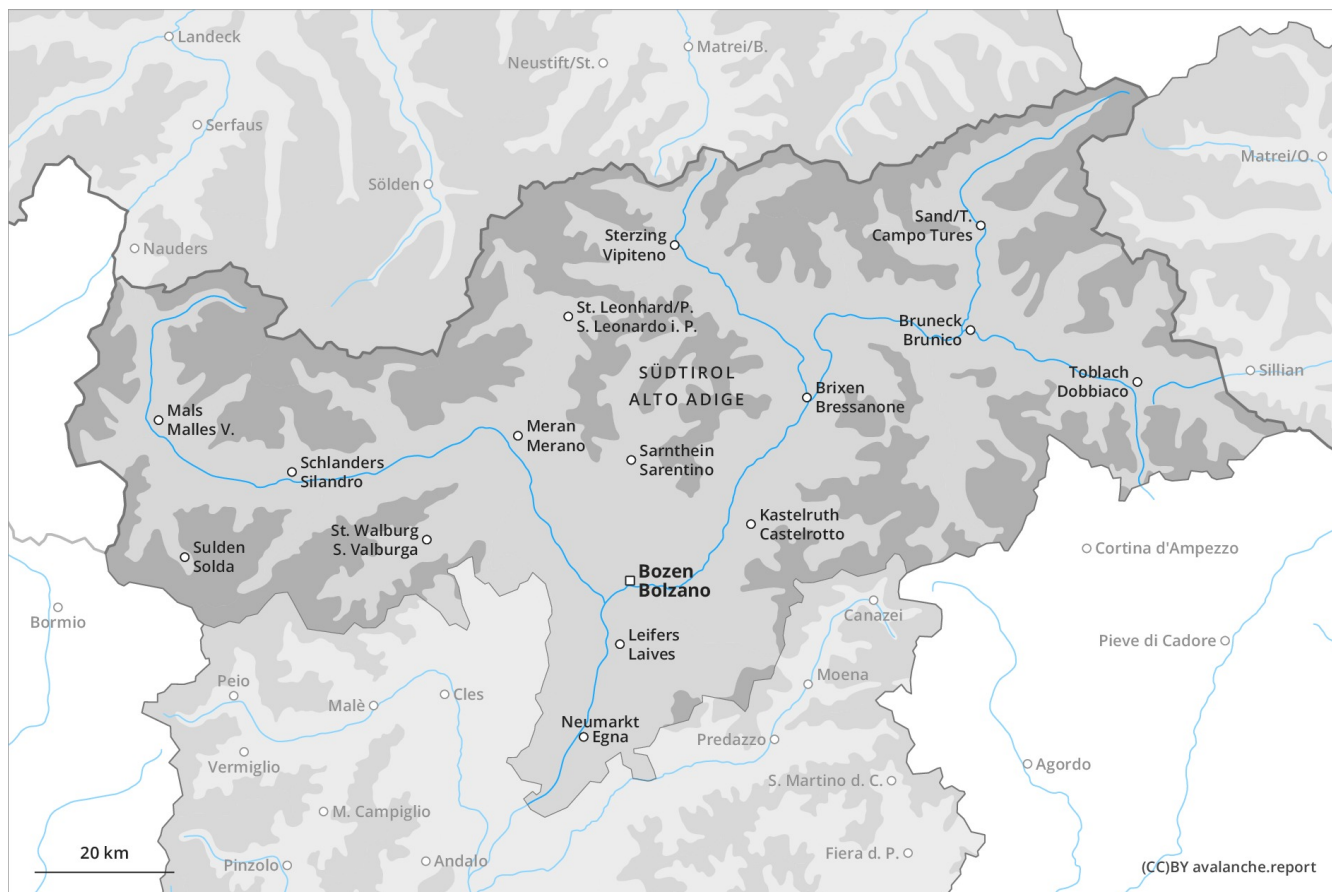 Landeck
Matrei/B.
Neustift/St.
Serfaus
Matrei/O.
Sölden
Sand/T.
Campo Tures
Nauders
Sterzing
Vipiteno
St. Leonhard/P.
S. Leonardo i. P.
Bruneck
Brunico
SÜDTIROL
ALTO ADIGE
Toblach
Dobbiaco
Sillian
Brixen
Bressanone
Mals
Malles V.
Meran
Merano
Schlanders
Silandro
Sarnthein
Sarentino
Kastelruth
Castelrotto
St. Walburg
S. Valburga
Sulden
Solda
Cortina d'Ampezzo
Bozen
Bolzano
Bormio
Canazei
Leifers
Laives
Pieve di Cadore
Peio
Moena
Malè
Cles
Neumarkt
Egna
Predazzo
Vermiglio
Agordo
S. Martino d. C.
M. Campiglio
20 km
Pinzolo
Andalo
Fiera d. P.
(CC)BY avalanche.report